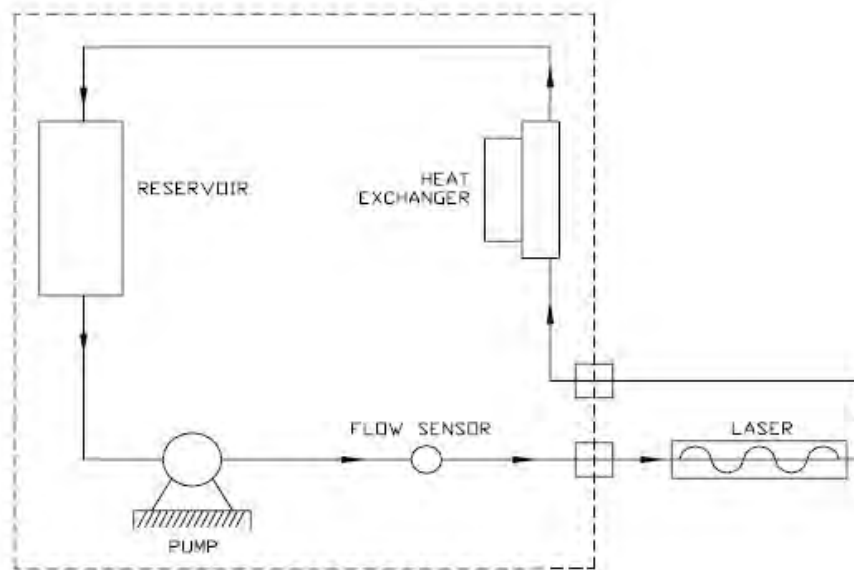 RESERVOIR
HEAT
EXCHANGER
FLOW SENSOR
LASER
PUMP